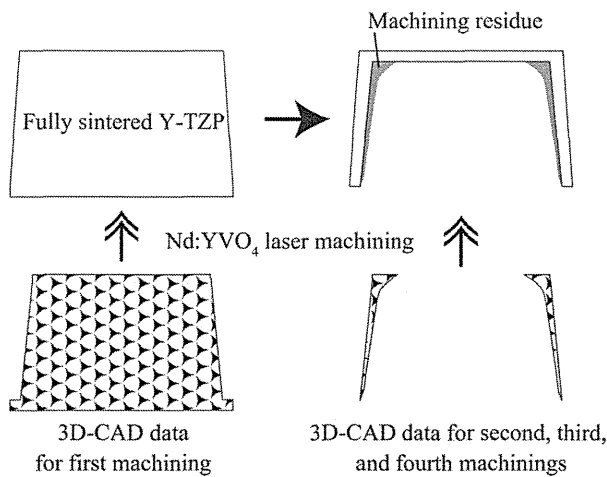 Machining residue
Fully sintered Y-TZP
Nd:YVO4 laser machining
3D-CAD data
for first machining
3D-CAD data for second, third,
and fourth machinings